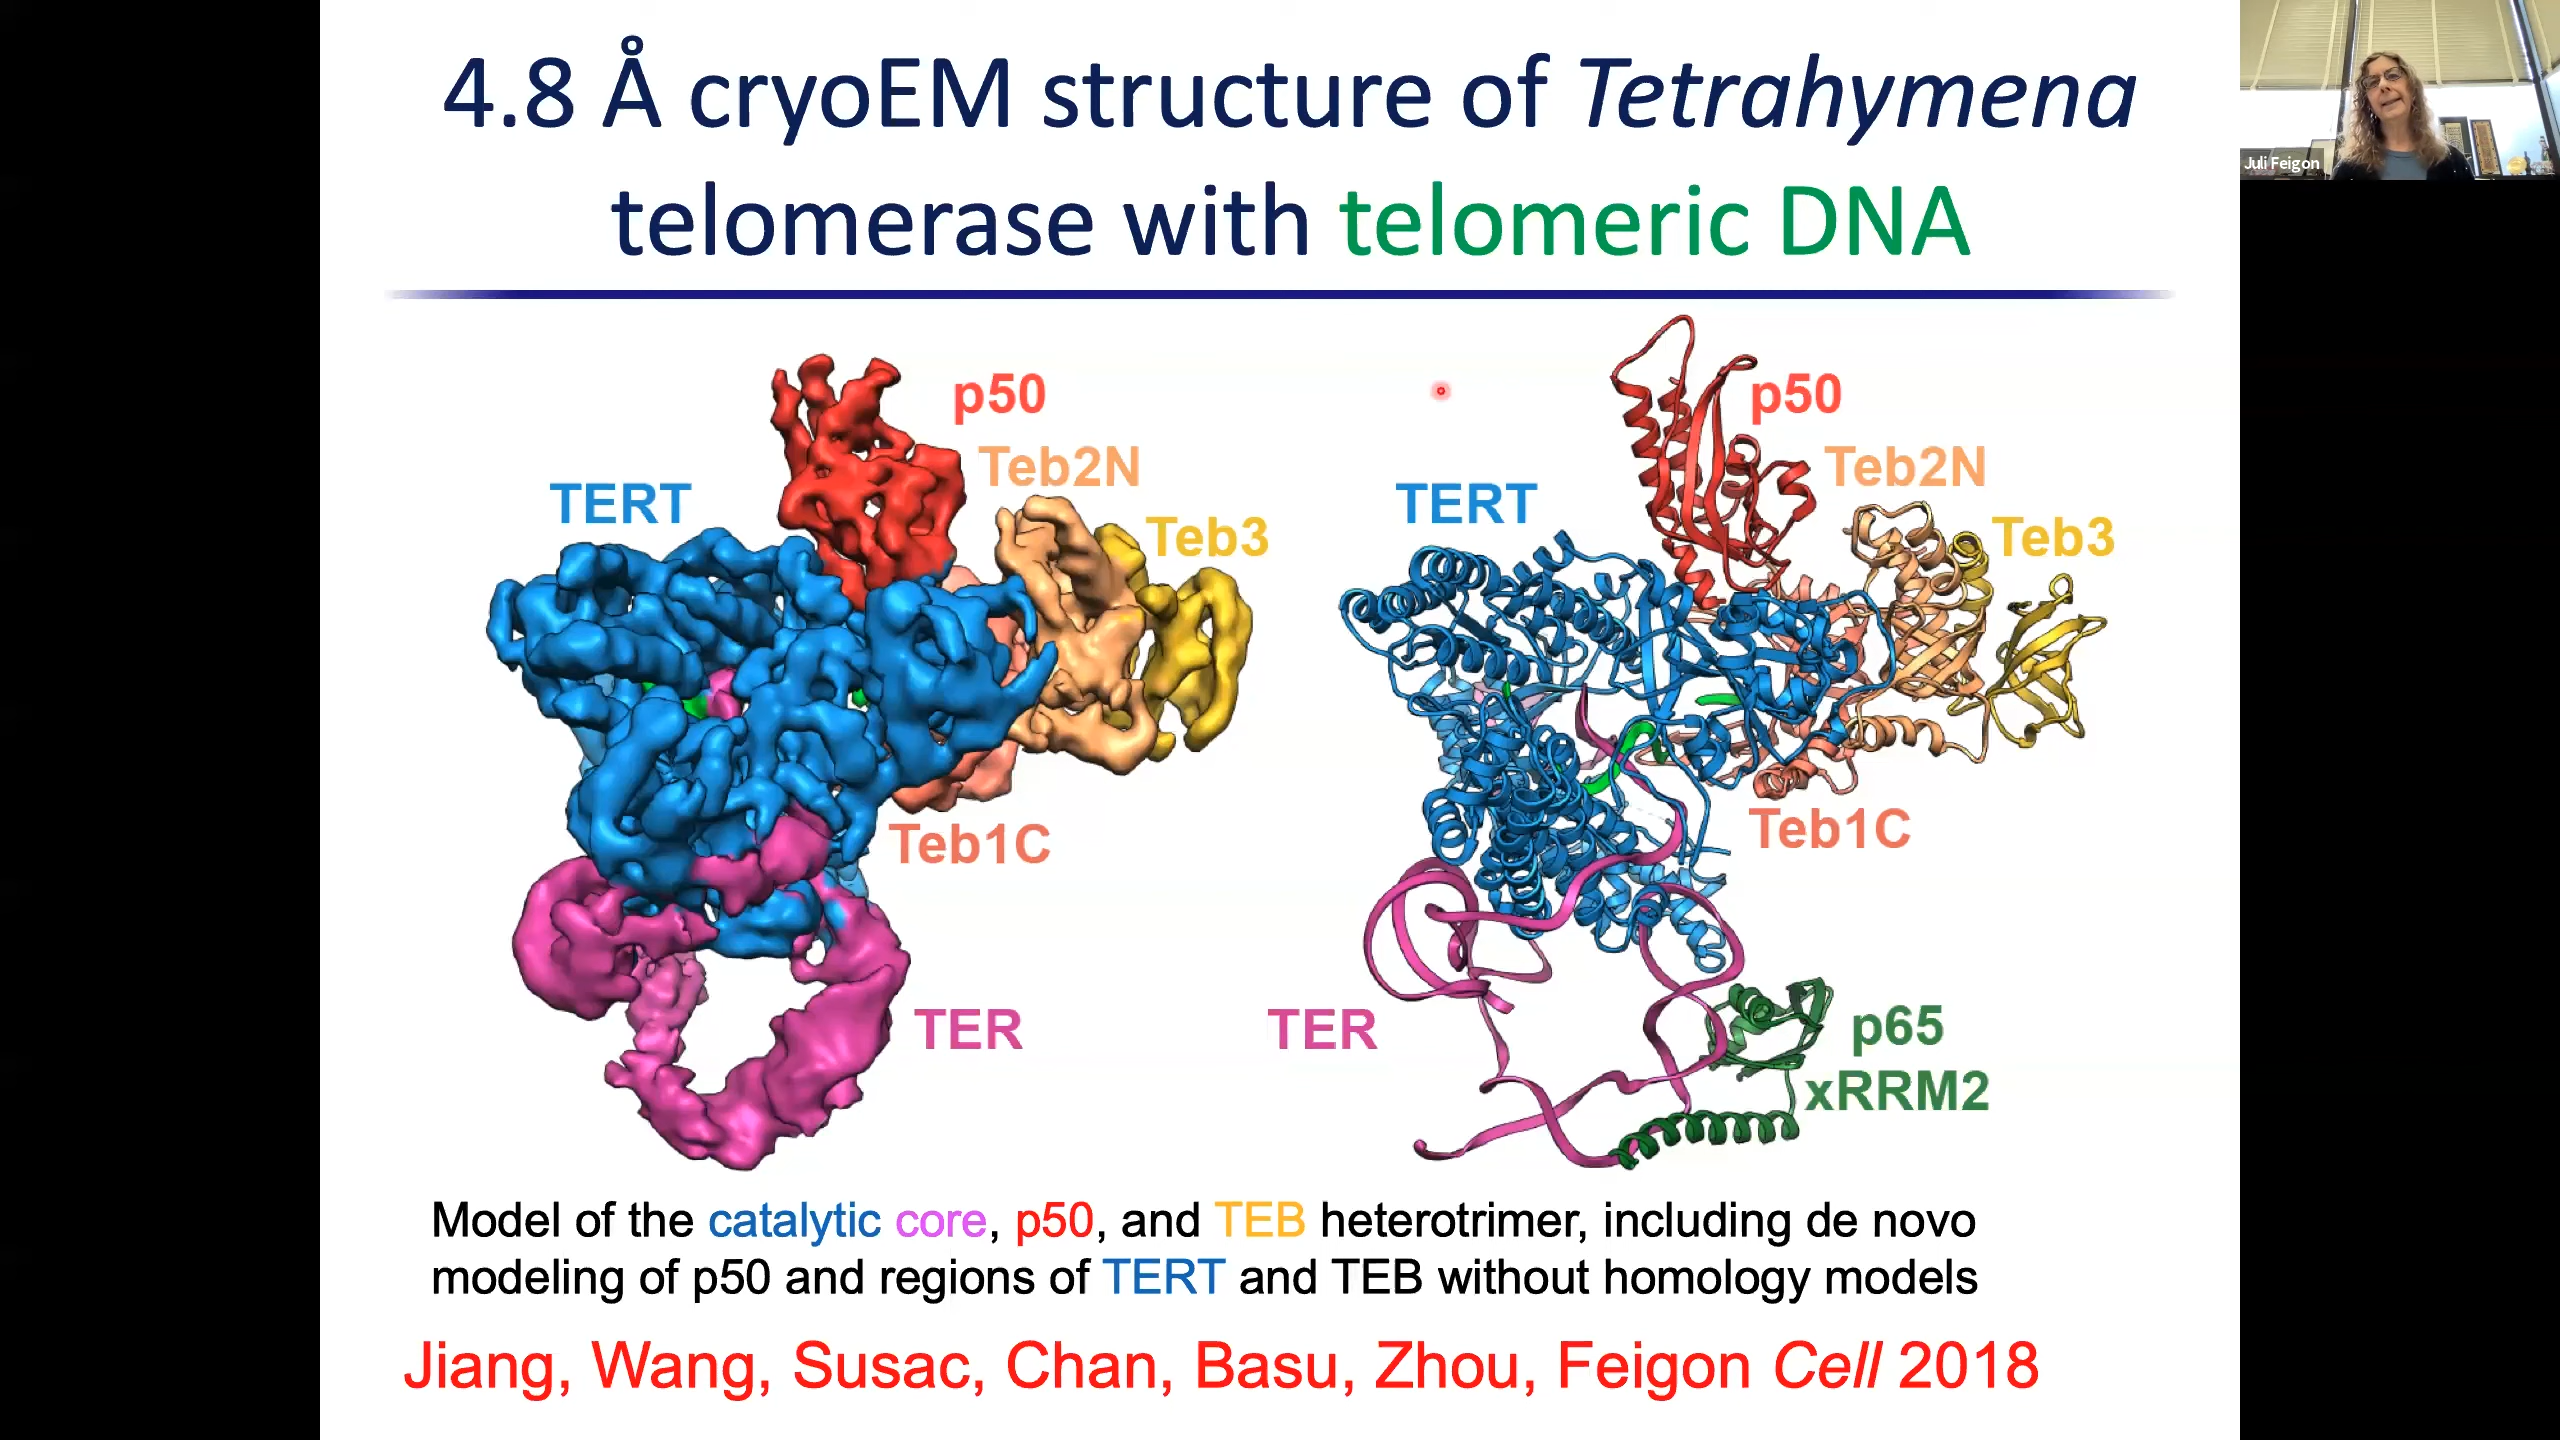 4.8 Å cryoEM structure of Tetrahymena
telomerase with telomeric DNA
Juli Feigon
p50
Teb2N
TERT
Teb3
Teb1C
TER
p50
Teb2N
TERT
Teb3
Teb1C
TER
p65
xRRM2
Model of the catalytic core, p50, and TEB heterotrimer, including de novo
modeling of p50 and regions of TERT and TEB without homology models
Jiang, Wang, Susac, Chan, Basu, Zhou, Feigon Cell 2018